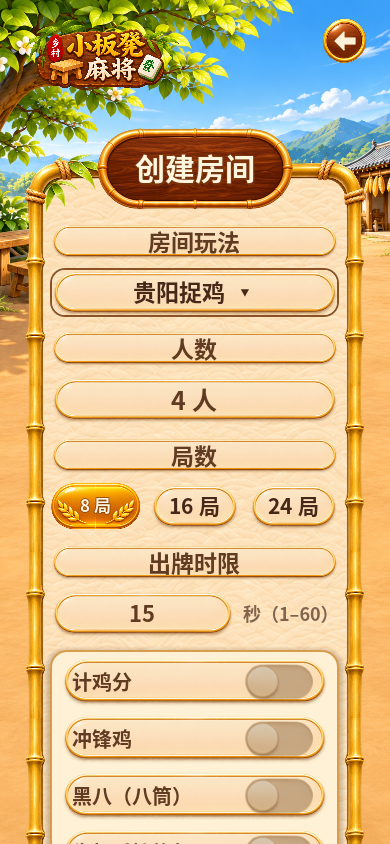 乡村
小板凳
麻将
創建房间
房间玩法
贵阳捉鸡 ▼
人数
4 人
局数
8 局
16 局
24 局
出牌时限
15
秒（1–60）
计鸡分
冲锋鸡
黑八（八筒）